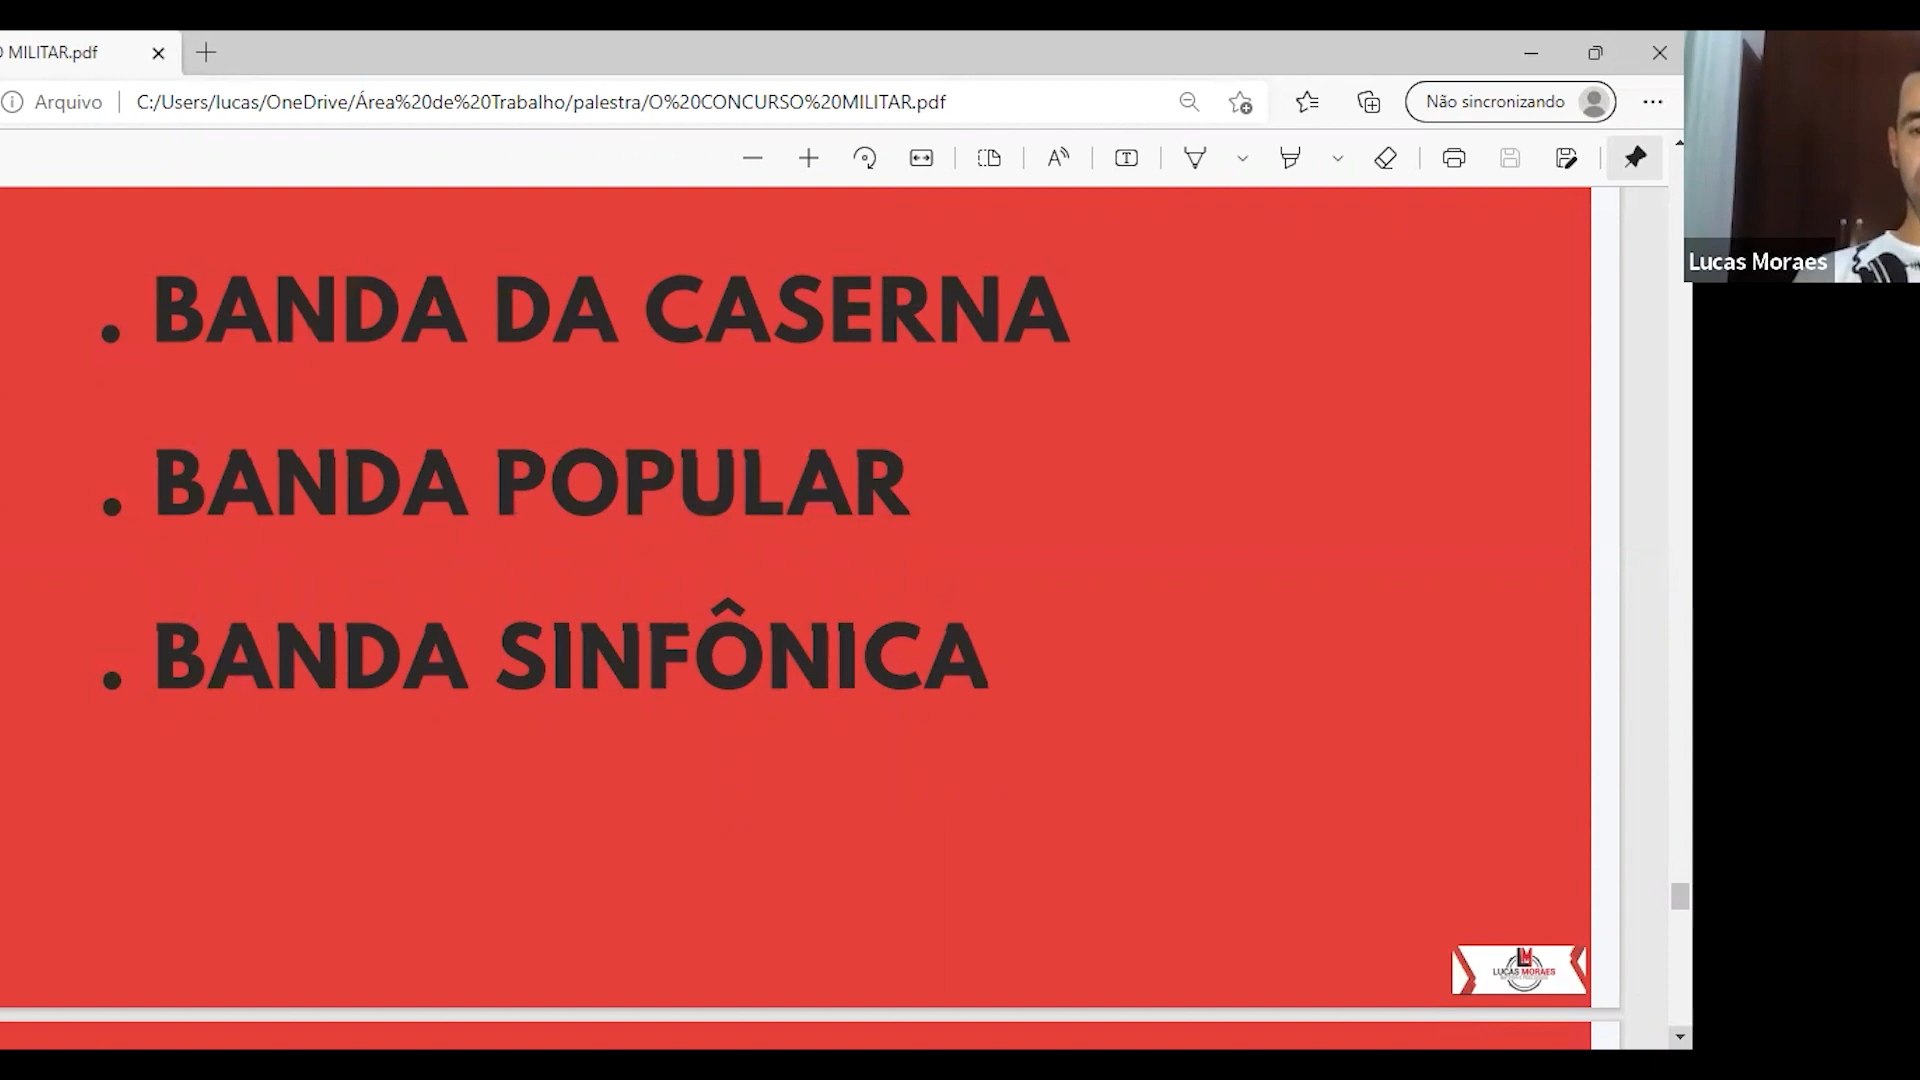 O MILITAR.pdf
Arquivo
C:/Users/lucas/OneDrive/Área%20de%20Trabalho/palestra/O%20CONCURSO%20MILITAR.pdf
Não sincronizando
Lucas Moraes
. BANDA DA CASERNA
. BANDA POPULAR
. BANDA SINFÔNICA
LM
LUCAS MORAES